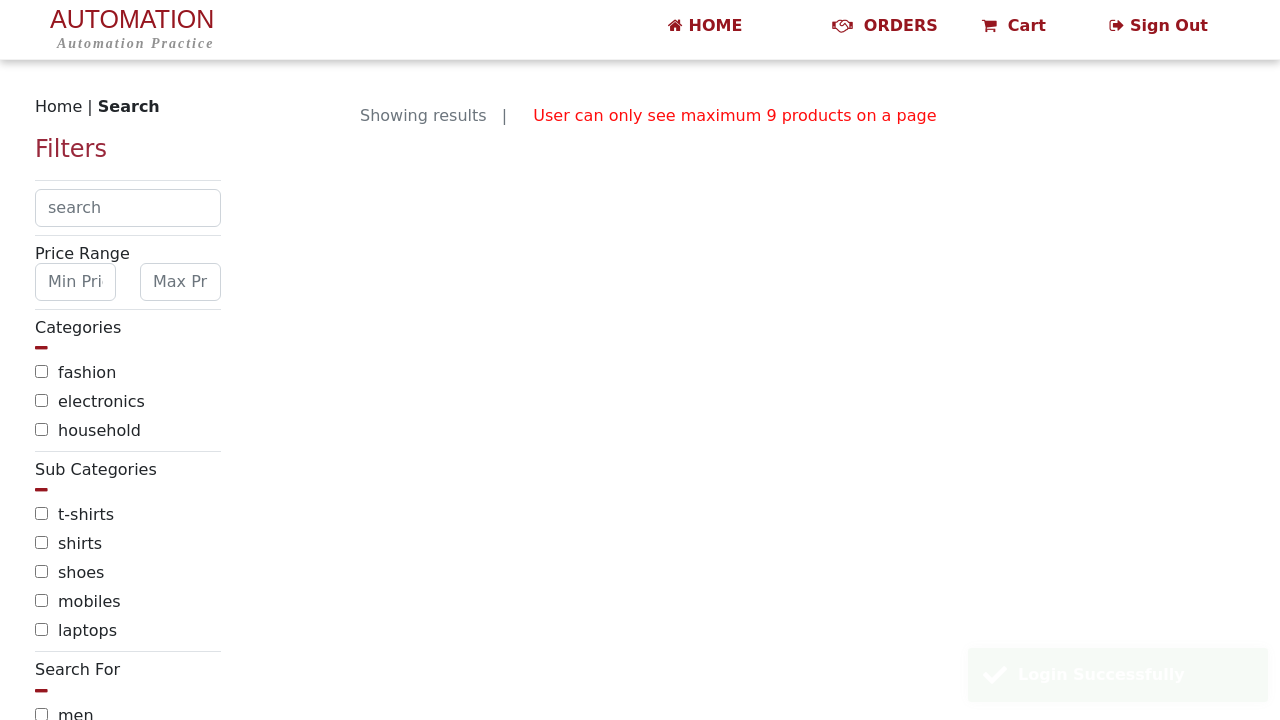 AUTOMATION
Automation Practice
HOME
ORDERS
Cart
Sign Out
Home | Search
Showing results |
User can only see maximum 9 products on a page
Filters
search
Price Range
Min Pri
Max Pr
Categories
fashion
electronics
household
Sub Categories
t-shirts
shirts
shoes
mobiles
laptops
Search For
men
Login Successfully